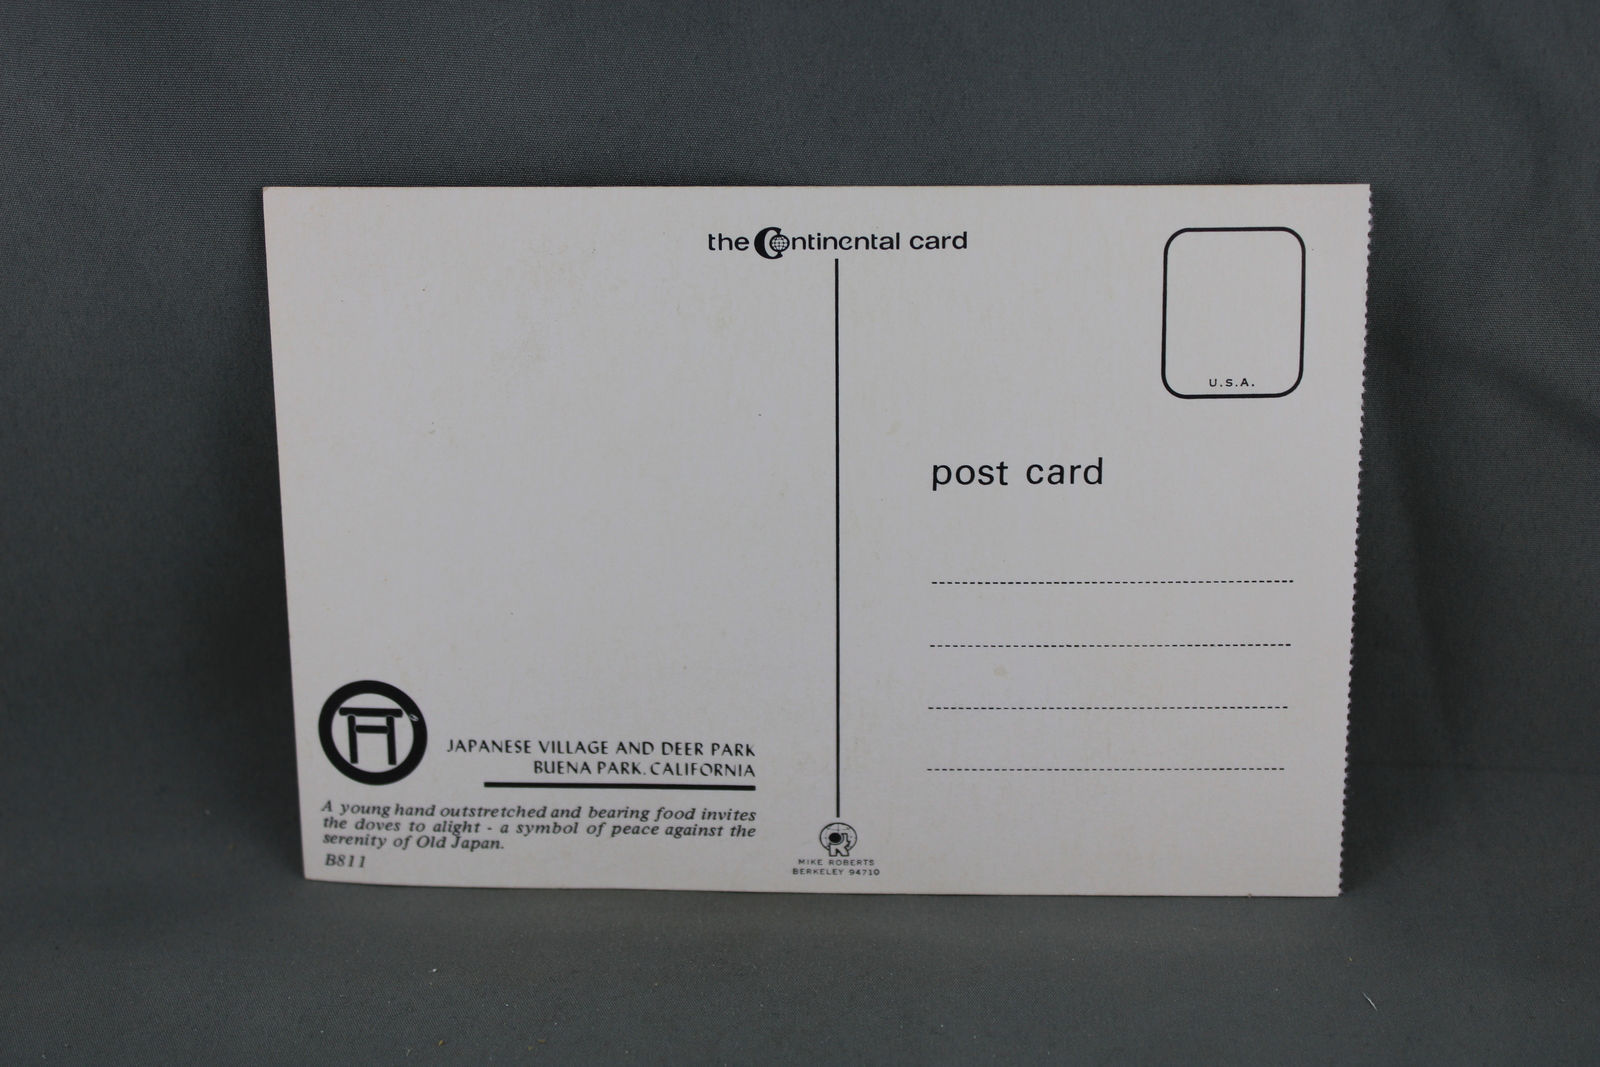 the Continental card
U.S.A.
post card
JAPANESE VILLAGE AND DEER PARK
BUENA PARK, CALIFORNIA
A young hand outstretched and bearing food invites
the doves to alight - a symbol of peace against the
serenity of Old Japan.
B811
MIKE ROBERTS
BERKELEY 94710